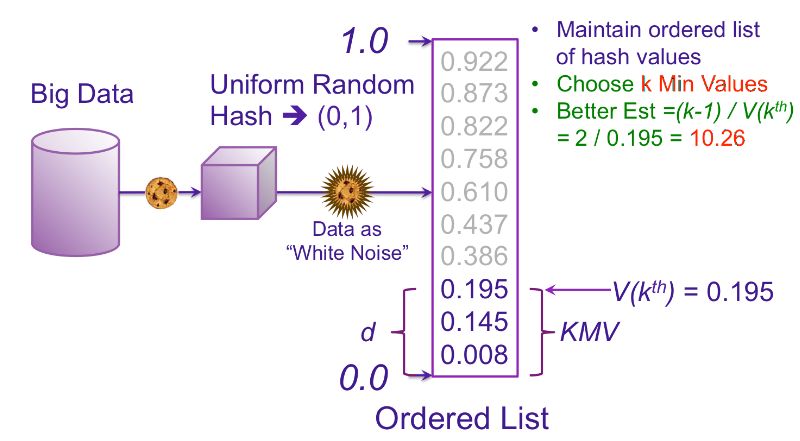 Big Data
Uniform Random
Hash ➔ (0,1)
Data as
“White Noise”
1.0
0.922
0.873
0.822
0.758
0.610
0.437
0.386
0.195
0.145
0.008
0.0
d
KMV
V(kth) = 0.195
Ordered List
• Maintain ordered list
of hash values
• Choose k Min Values
• Better Est =(k-1) / V(kth)
= 2 / 0.195 = 10.26